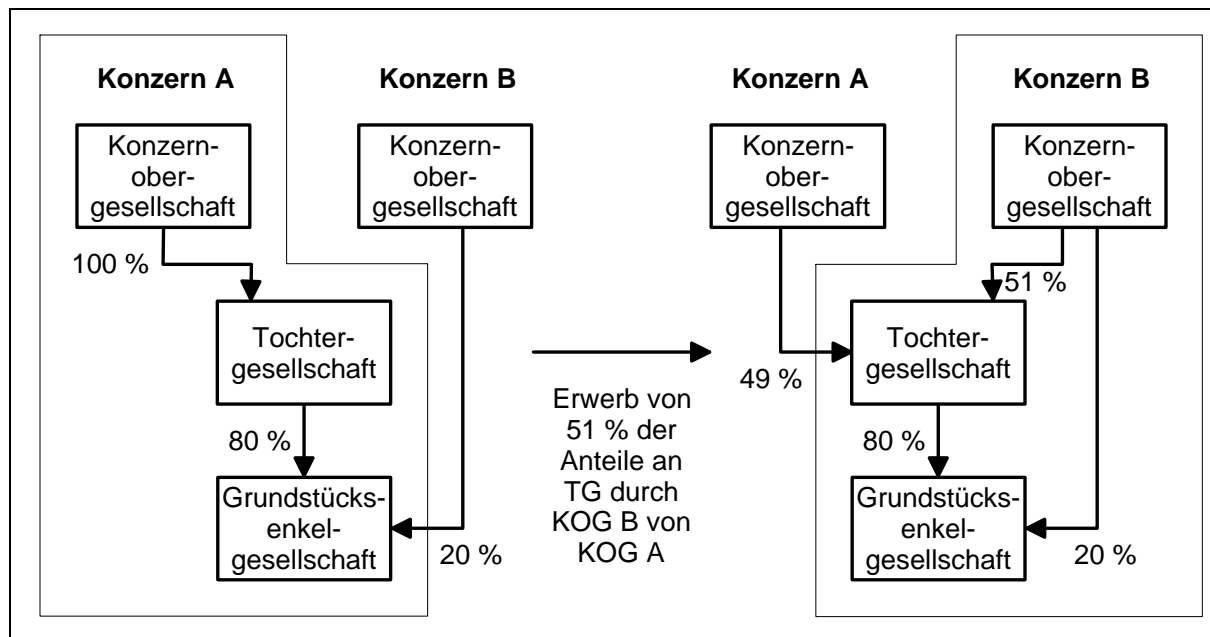 Konzern A
Konzern B
Konzern-
ober-
gesellschaft
Konzern-
ober-
gesellschaft
100 %
Tochter-
gesellschaft
80 %
Grundstücks-
enkel-
gesellschaft
20 %
Erwerb von
51 % der
Anteile an
TG durch
KOG B von
KOG A
Konzern A
Konzern B
Konzern-
ober-
gesellschaft
Konzern-
ober-
gesellschaft
51 %
49 %
Tochter-
gesellschaft
80 %
Grundstücks-
enkel-
gesellschaft
20 %